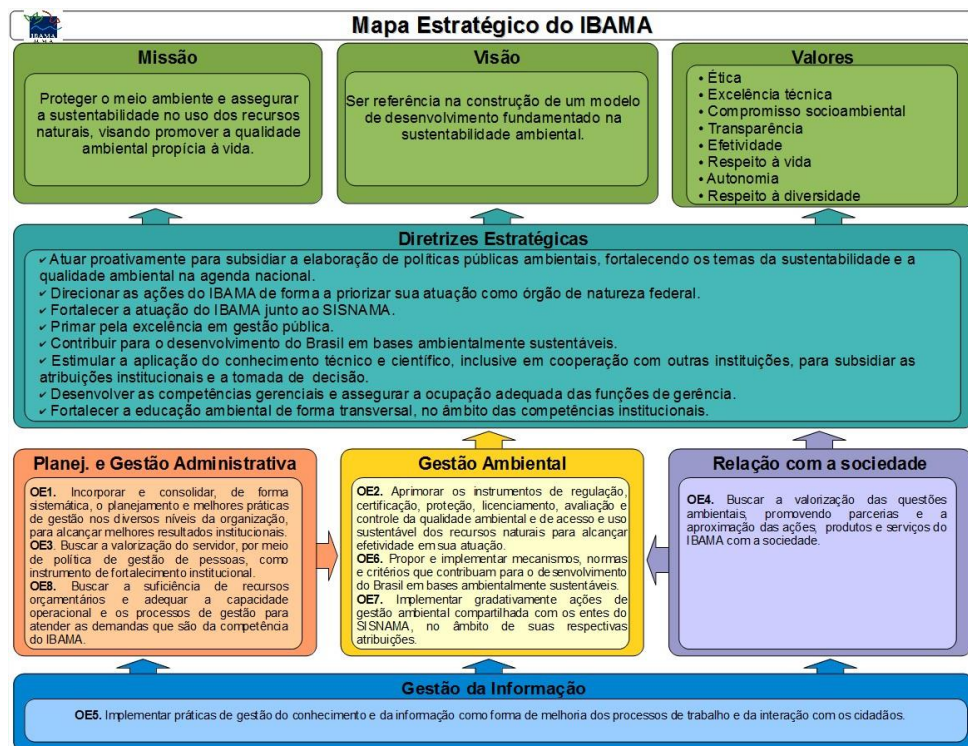 IBAMA
Mapa Estratégico do IBAMA
Missão
Proteger o meio ambiente e assegurar
a sustentabilidade no uso dos recursos
naturais, visando promover a qualidade
ambiental propícia à vida.
Visão
Ser referência na construção de um modelo
de desenvolvimento fundamentado na
sustentabilidade ambiental.
Valores
• Ética
• Excelência técnica
• Compromisso socioambiental
• Transparência
• Efetividade
• Respeito à vida
• Autonomia
• Respeito à diversidade
Diretrizes Estratégicas
✓ Atuar proativamente para subsidiar a elaboração de políticas públicas ambientais, fortalecendo os temas da sustentabilidade e a
qualidade ambiental na agenda nacional.
✓ Direcionar as ações do IBAMA de forma a priorizar sua atuação como órgão de natureza federal.
✓ Fortalecer a atuação do IBAMA junto ao SISNAMA.
✓ Primar pela excelência em gestão pública.
✓ Contribuir para o desenvolvimento do Brasil em bases ambientalmente sustentáveis.
✓ Estimular a aplicação do conhecimento técnico e científico, inclusive em cooperação com outras instituições, para subsidiar as
atribuições institucionais e a tomada de decisão.
✓ Desenvolver as competências gerenciais e assegurar a ocupação adequada das funções de gerência.
✓ Fortalecer a educação ambiental de forma transversal, no âmbito das competências institucionais.
Planej. e Gestão Administrativa
OE1. Incorporar e consolidar, de forma
sistemática, o planejamento e melhores práticas
de gestão nos diversos níveis da organização,
para alcançar melhores resultados institucionais.
OE3. Buscar a valorização do servidor, por meio
de política de gestão de pessoas, como
instrumento de fortalecimento institucional.
OE8. Buscar a suficiência de recursos
orçamentários e adequar a capacidade
operacional e os processos de gestão para
atender as demandas que são da competência
do IBAMA.
Gestão Ambiental
OE2. Aprimorar os instrumentos de regulação,
certificação, proteção, licenciamento, avaliação e
controle da qualidade ambiental e de acesso e uso
sustentável dos recursos naturais para alcançar
efetividade em sua atuação.
OE6. Propor e implementar mecanismos, normas
e critérios que contribuam para o desenvolvimento
do Brasil em bases ambientalmente sustentáveis.
OE7. Implementar gradativamente ações de
gestão ambiental compartilhada com os entes do
SISNAMA, no âmbito de suas respectivas
atribuições.
Relação com a sociedade
OE4. Buscar a valorização das questões
ambientais, promovendo parcerias e a
aproximação das ações, produtos e serviços do
IBAMA com a sociedade.
Gestão da Informação
OE5. Implementar práticas de gestão do conhecimento e da informação como forma de melhoria dos processos de trabalho e da interação com os cidadãos.